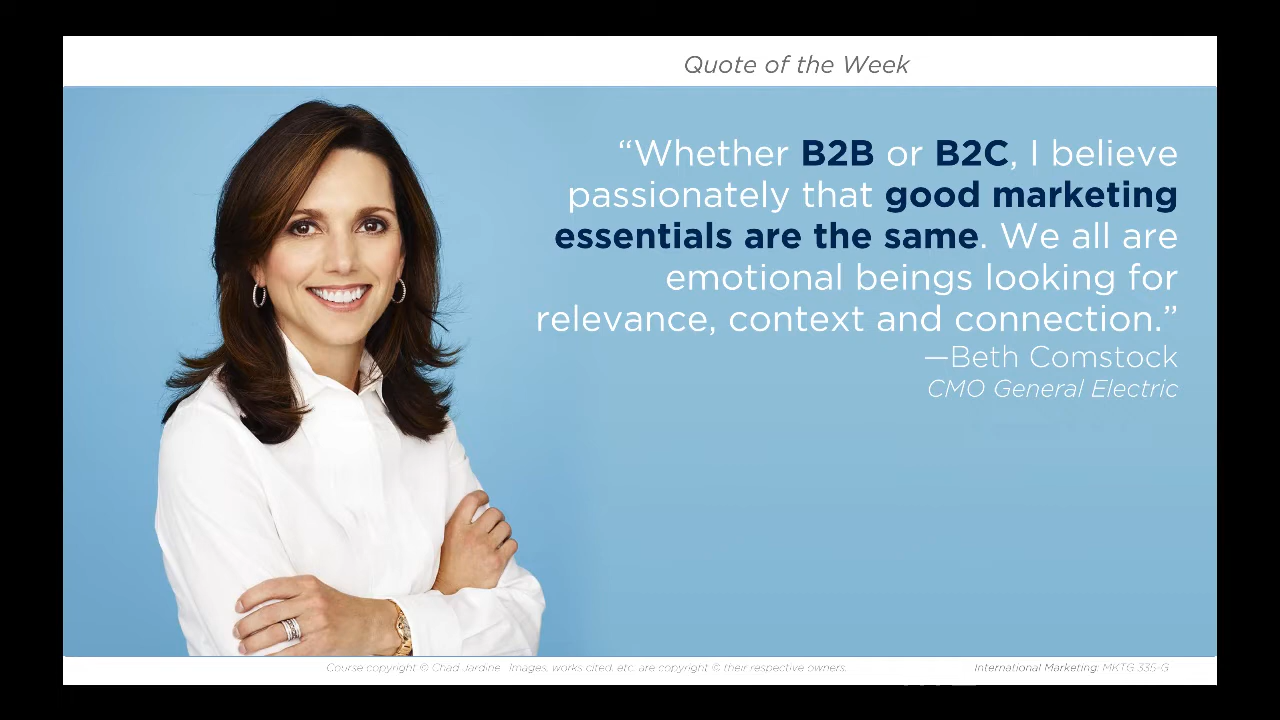 Quote of the Week
“Whether B2B or B2C, I believe
passionately that good marketing
essentials are the same. We all are
emotional beings looking for
relevance, context and connection.”
—Beth Comstock
CMO General Electric
Course copyright © Chad Jardine. Images, works cited, etc. are copyright © their respective owners.
International Marketing: MKTG 335-G